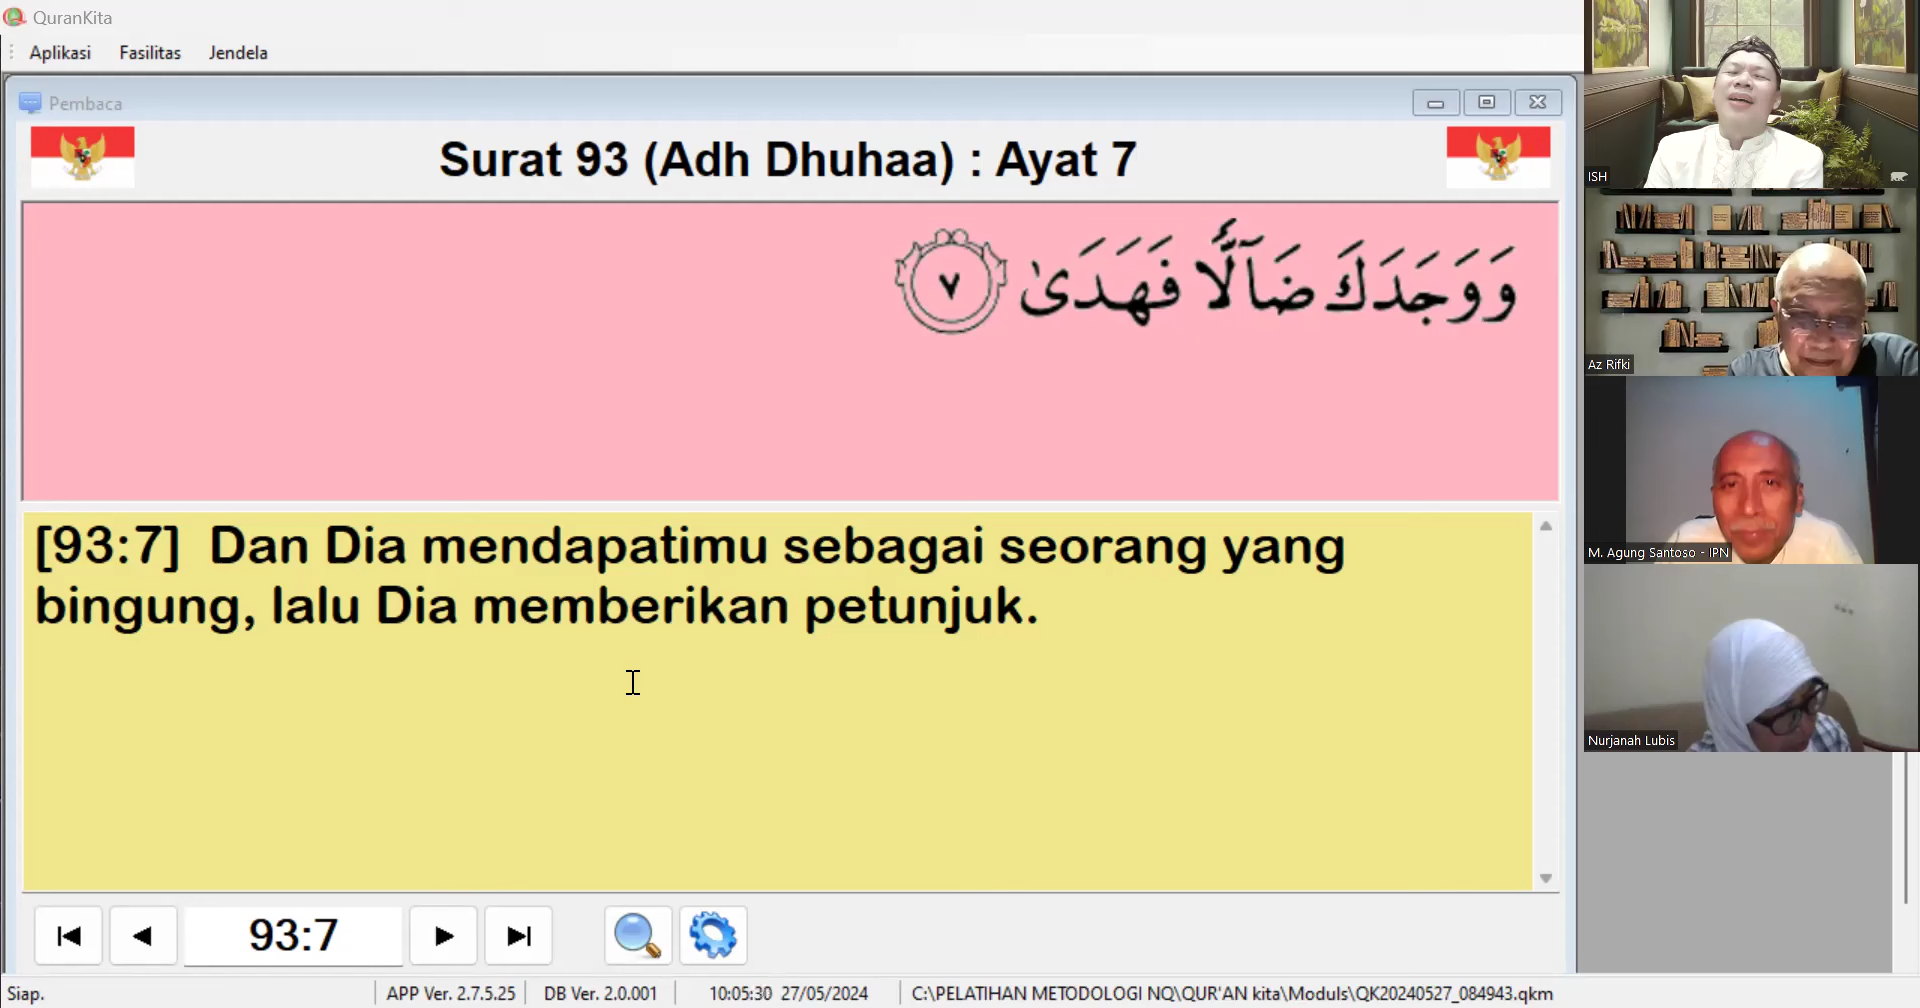 QuranKita
Aplikasi Fasilitas Jendela
Pembaca
Surat 93 (Adh Dhuhaa) : Ayat 7
وَوَجَدَكَ ضَآلًّا فَهَدَىٰ ٧
[93:7] Dan Dia mendapatimu sebagai seorang yang
bingung, lalu Dia memberikan petunjuk.
93:7
Siap.
APP Ver. 2.7.5.25
DB Ver. 2.0.001
10:05:30 27/05/2024
C:\PELATIHAN METODOLOGI NQ\QUR'AN kita\Moduls\QK20240527_084943.qkm
ISH
Az Rifki
M. Agung Santoso - IPN
Nurjanah Lubis